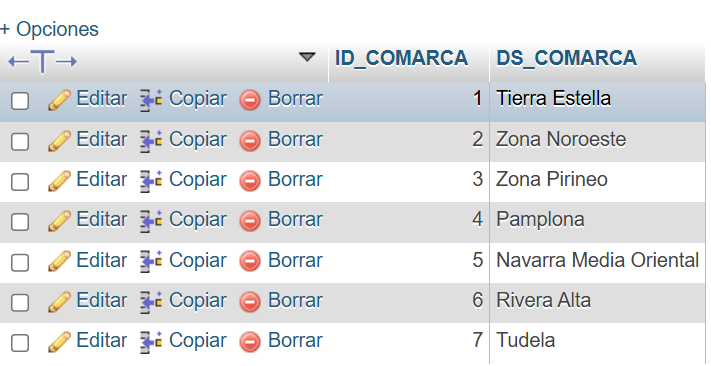 + Opciones
←T→ ID_COMARCA DS_COMARCA
Editar Copiar Borrar 1 Tierra Estella
Editar Copiar Borrar 2 Zona Noroeste
Editar Copiar Borrar 3 Zona Pirineo
Editar Copiar Borrar 4 Pamplona
Editar Copiar Borrar 5 Navarra Media Oriental
Editar Copiar Borrar 6 Rivera Alta
Editar Copiar Borrar 7 Tudela